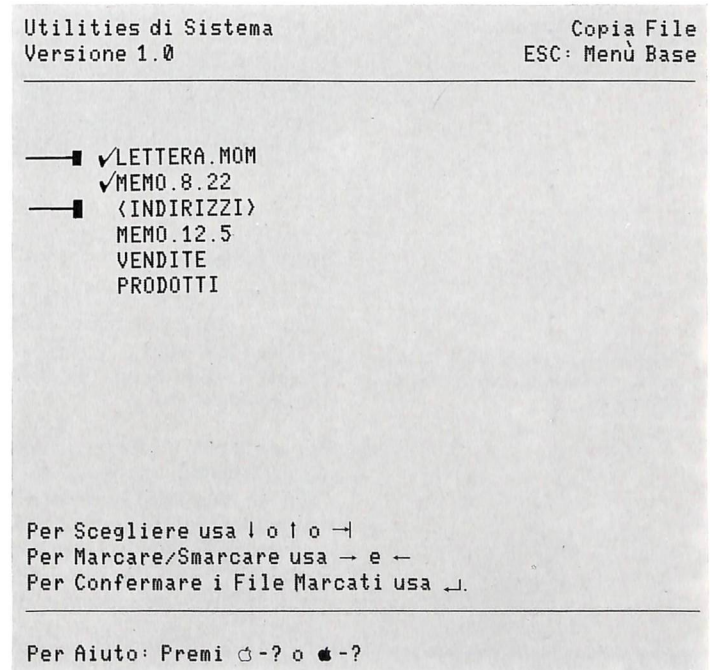 Utilities di Sistema Copia File
Versione 1.0 ESC: Menù Base
✓LETTERA.MOM
✓MEMO.8.22
<INDIRIZZI>
MEMO.12.5
VENDITE
PRODOTTI
Per Scegliere usa ↓ o ↑ o →|
Per Marcare/Smarcare usa → e ←
Per Confermare i File Marcati usa ↵.
Per Aiuto: Premi -? o -?